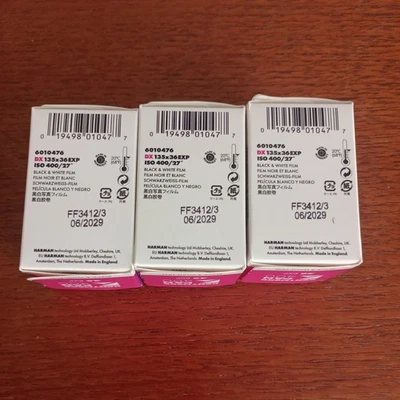 0 19498 01047 7
6010476
DX 135x36EXP
ISO 400/27°
BLACK & WHITE FILM
FILM NOIR ET BLANC
SCHWARZWEISS-FILM
PELÍCULA BLANCO Y NEGRO
黒白写真フィルム
黑白胶卷
FF3412/3
06/2029
HARMAN technology Ltd Mobberley, Cheshire, UK.
EU HARMAN technology B.V. Delflandlaan 1,
Amsterdam, The Netherlands. Made in England.
0 19498 01047 7
6010476
DX 135x36EXP
ISO 400/27°
BLACK & WHITE FILM
FILM NOIR ET BLANC
SCHWARZWEISS-FILM
PELÍCULA BLANCO Y NEGRO
黒白写真フィルム
黑白胶卷
FF3412/3
06/2029
HARMAN technology Ltd Mobberley, Cheshire, UK.
EU HARMAN technology B.V. Delflandlaan 1,
Amsterdam, The Netherlands. Made in England.
0 19498 01047 7
6010476
DX 135x36EXP
ISO 400/27°
BLACK & WHITE FILM
FILM NOIR ET BLANC
SCHWARZWEISS-FILM
PELÍCULA BLANCO Y NEGRO
黒白写真フィルム
黑白胶卷
FF3412/3
06/2029
HARMAN technology Ltd Mobberley, Cheshire, UK.
EU HARMAN technology B.V. Delflandlaan 1,
Amsterdam, The Netherlands. Made in England.